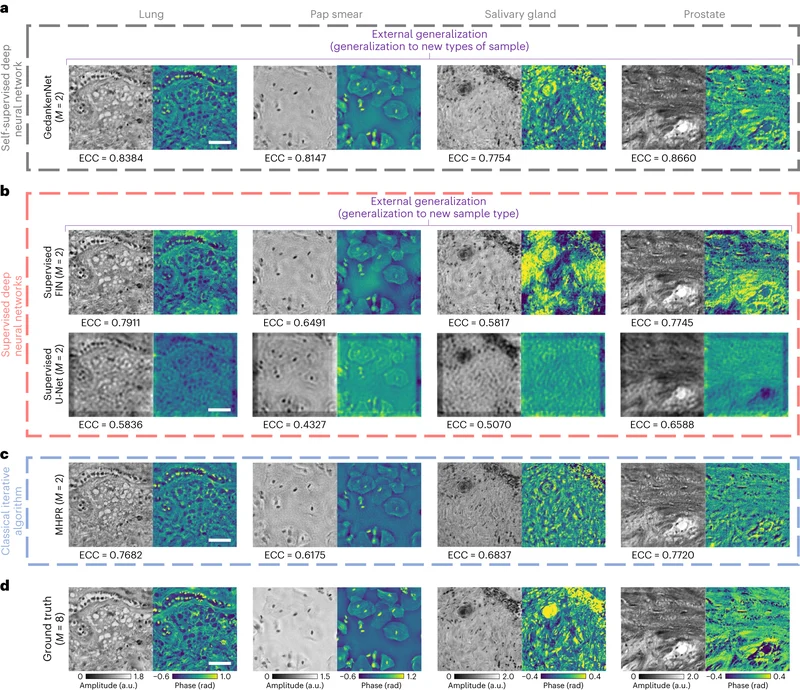 a
Lung
Pap smear
Salivary gland
Prostate
Self-supervised deep
neural network
External generalization
(generalization to new types of sample)
GedankenNet
(M = 2)
ECC = 0.8384
ECC = 0.8147
ECC = 0.7754
ECC = 0.8660
b
Supervised deep
neural networks
External generalization
(generalization to new sample type)
Supervised
FIN (M = 2)
ECC = 0.7911
ECC = 0.6491
ECC = 0.5817
ECC = 0.7745
Supervised
U-Net (M = 2)
ECC = 0.5836
ECC = 0.4327
ECC = 0.5070
ECC = 0.6588
c
Classical iterative
algorithm
MHPR (M = 2)
ECC = 0.7682
ECC = 0.6175
ECC = 0.6837
ECC = 0.7720
d
Ground truth
(M = 8)
0 1.8 −0.6 1.0
Amplitude (a.u.) Phase (rad)
0 1.5 −0.6 1.2
Amplitude (a.u.) Phase (rad)
0 2.0 −0.4 0.4
Amplitude (a.u.) Phase (rad)
0 2.0 −0.4 0.4
Amplitude (a.u.) Phase (rad)